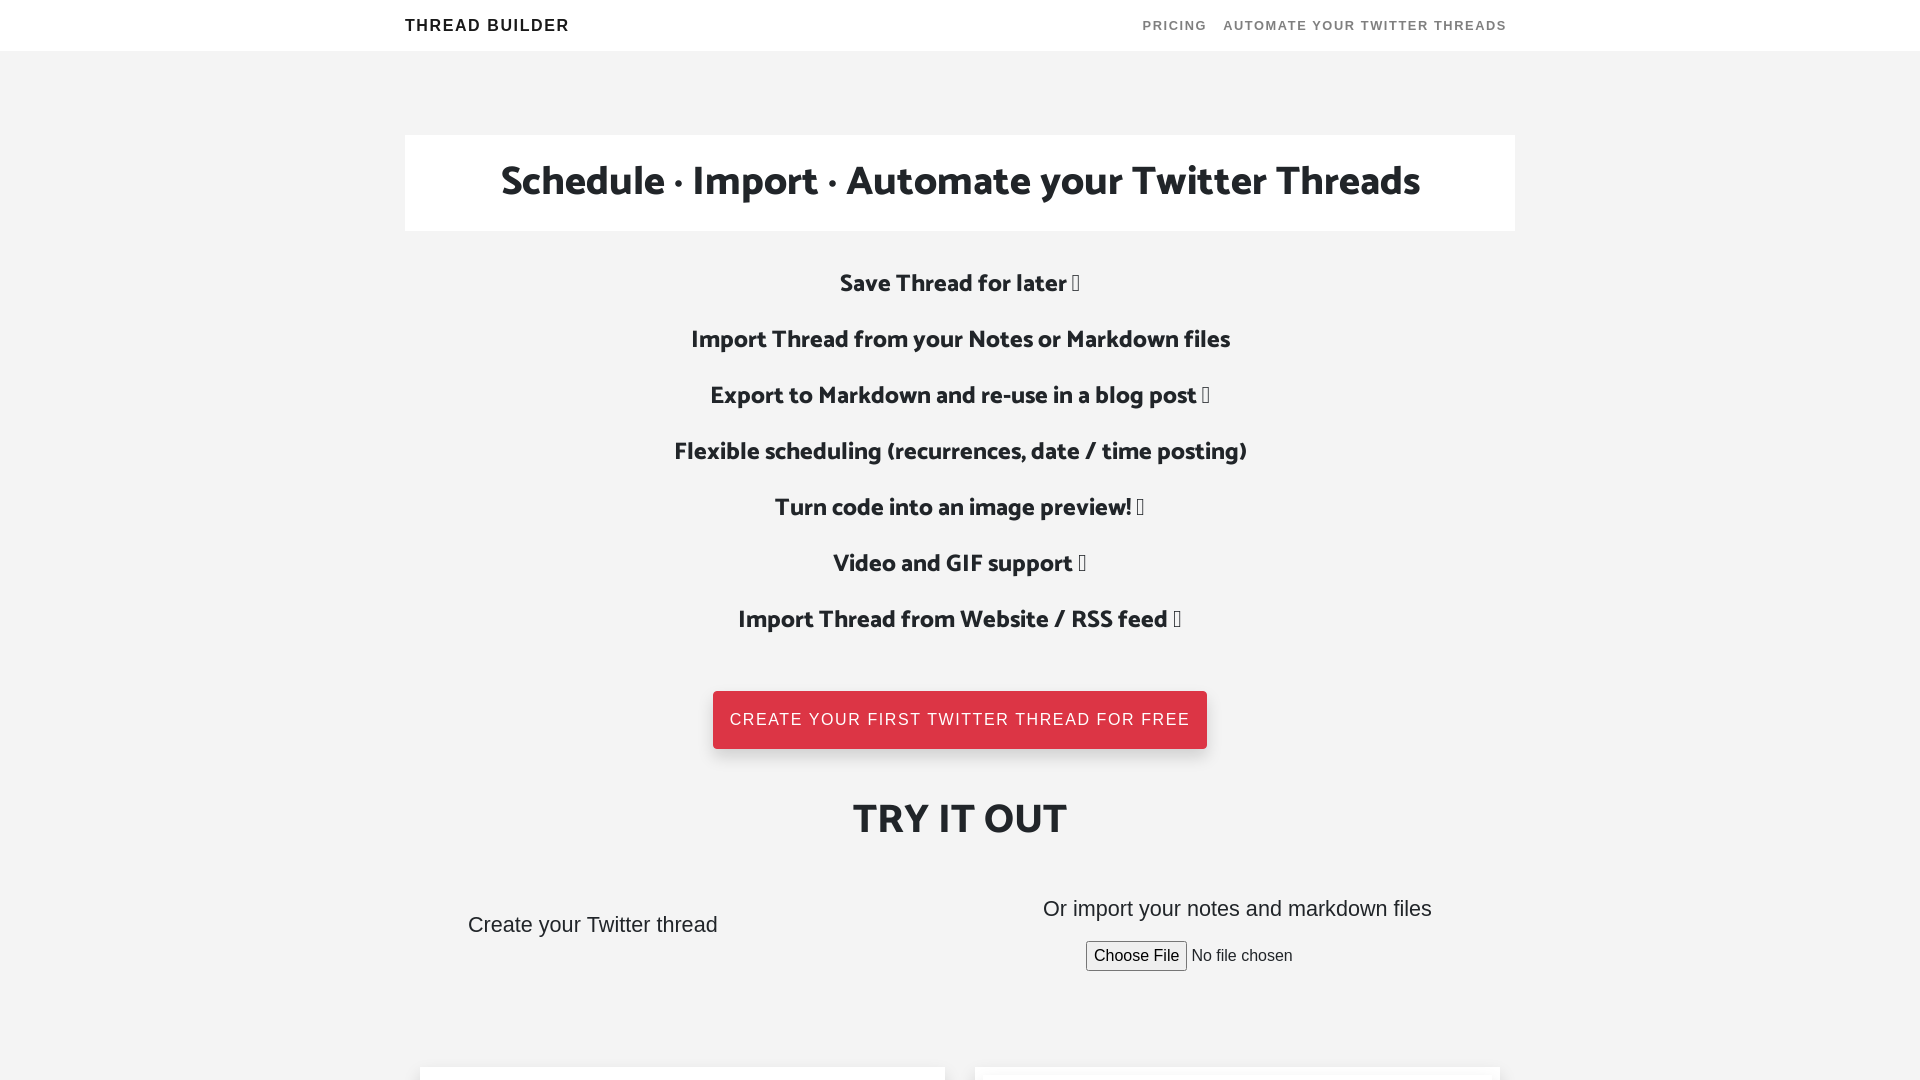 THREAD BUILDER
PRICING
AUTOMATE YOUR TWITTER THREADS
Schedule · Import · Automate your Twitter Threads
Save Thread for later
Import Thread from your Notes or Markdown files
Export to Markdown and re-use in a blog post
Flexible scheduling (recurrences, date / time posting)
Turn code into an image preview!
Video and GIF support
Import Thread from Website / RSS feed
CREATE YOUR FIRST TWITTER THREAD FOR FREE
TRY IT OUT
Create your Twitter thread
Or import your notes and markdown files
Choose File No file chosen